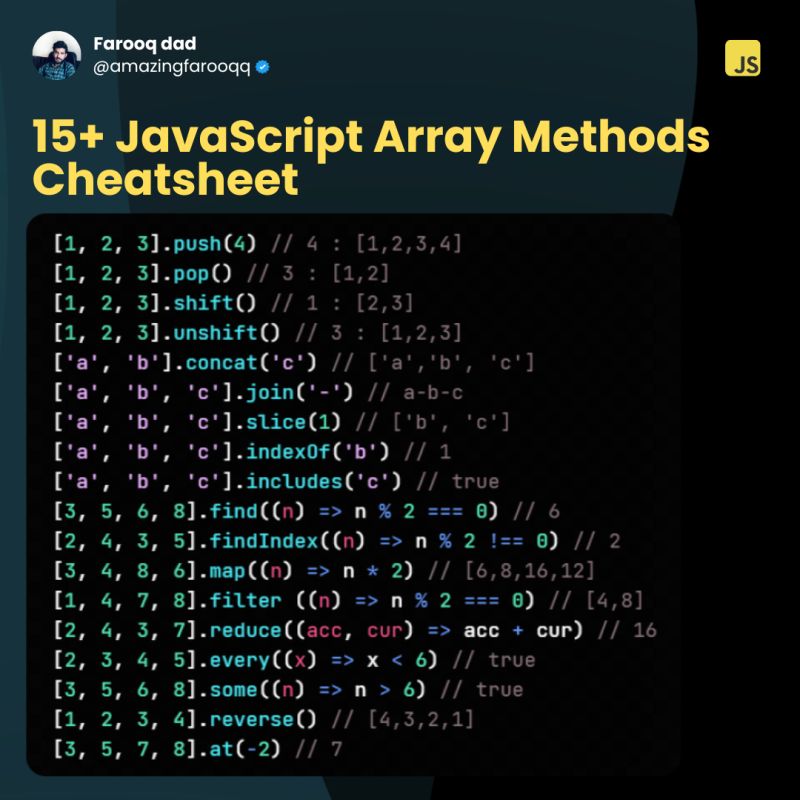 Farooq dad
@amazingfarooqq
JS
15+ JavaScript Array Methods
Cheatsheet
[1, 2, 3].push(4) // 4 : [1,2,3,4]
[1, 2, 3].pop() // 3 : [1,2]
[1, 2, 3].shift() // 1 : [2,3]
[1, 2, 3].unshift() // 3 : [1,2,3]
['a', 'b'].concat('c') // ['a','b', 'c']
['a', 'b', 'c'].join('-') // a-b-c
['a', 'b', 'c'].slice(1) // ['b', 'c']
['a', 'b', 'c'].indexOf('b') // 1
['a', 'b', 'c'].includes('c') // true
[3, 5, 6, 8].find((n) => n % 2 === 0) // 6
[2, 4, 3, 5].findIndex((n) => n % 2 !== 0) // 2
[3, 4, 8, 6].map((n) => n * 2) // [6,8,16,12]
[1, 4, 7, 8].filter ((n) => n % 2 === 0) // [4,8]
[2, 4, 3, 7].reduce((acc, cur) => acc + cur) // 16
[2, 3, 4, 5].every((x) => x < 6) // true
[3, 5, 6, 8].some((n) => n > 6) // true
[1, 2, 3, 4].reverse() // [4,3,2,1]
[3, 5, 7, 8].at(-2) // 7